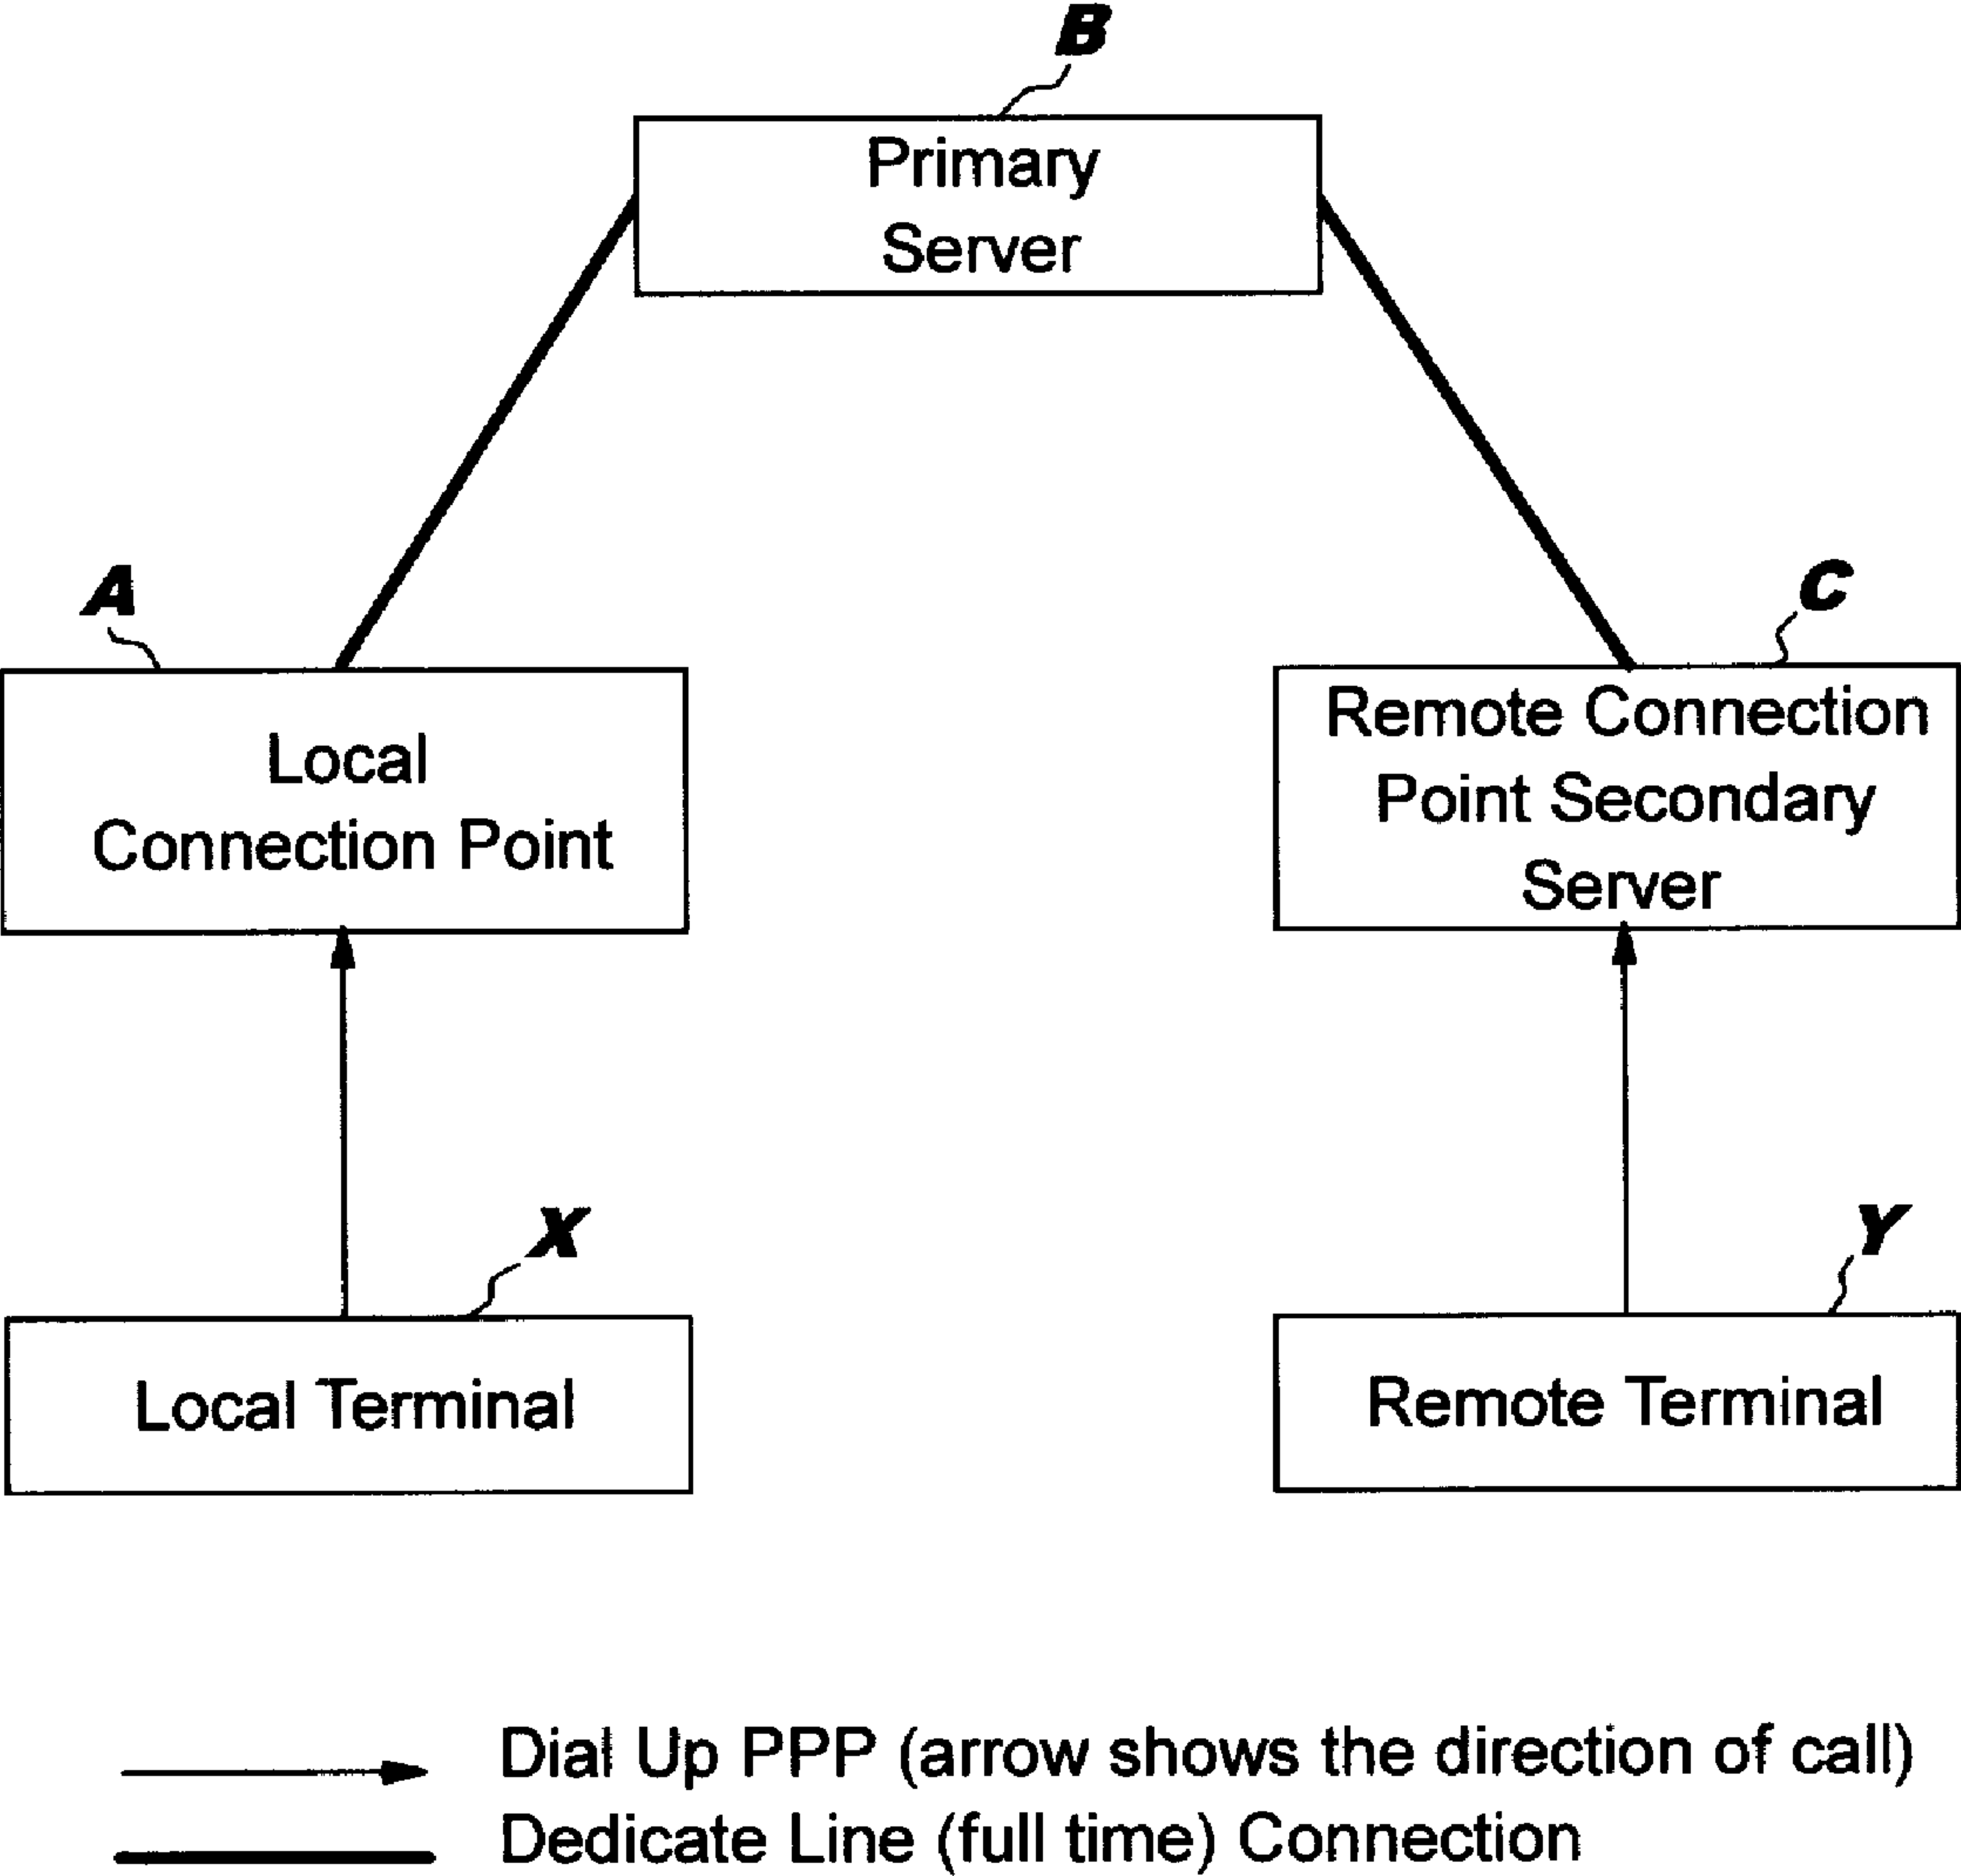 B
Primary
Server
A
C
Local
Connection Point
Remote Connection
Point Secondary
Server
X
Y
Local Terminal
Remote Terminal
Dial Up PPP (arrow shows the direction of call)
Dedicate Line (full time) Connection